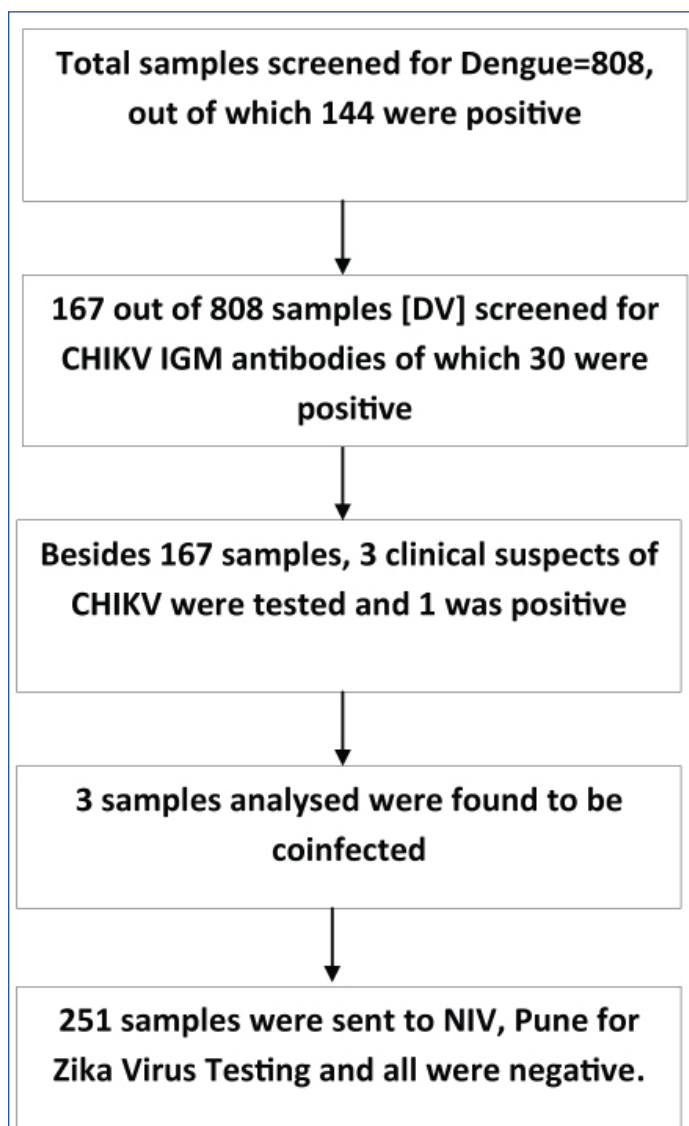 Total samples screened for Dengue=808,
out of which 144 were positive
167 out of 808 samples [DV] screened for
CHIKV IGM antibodies of which 30 were
positive
Besides 167 samples, 3 clinical suspects of
CHIKV were tested and 1 was positive
3 samples analysed were found to be
coinfected
251 samples were sent to NIV, Pune for
Zika Virus Testing and all were negative.